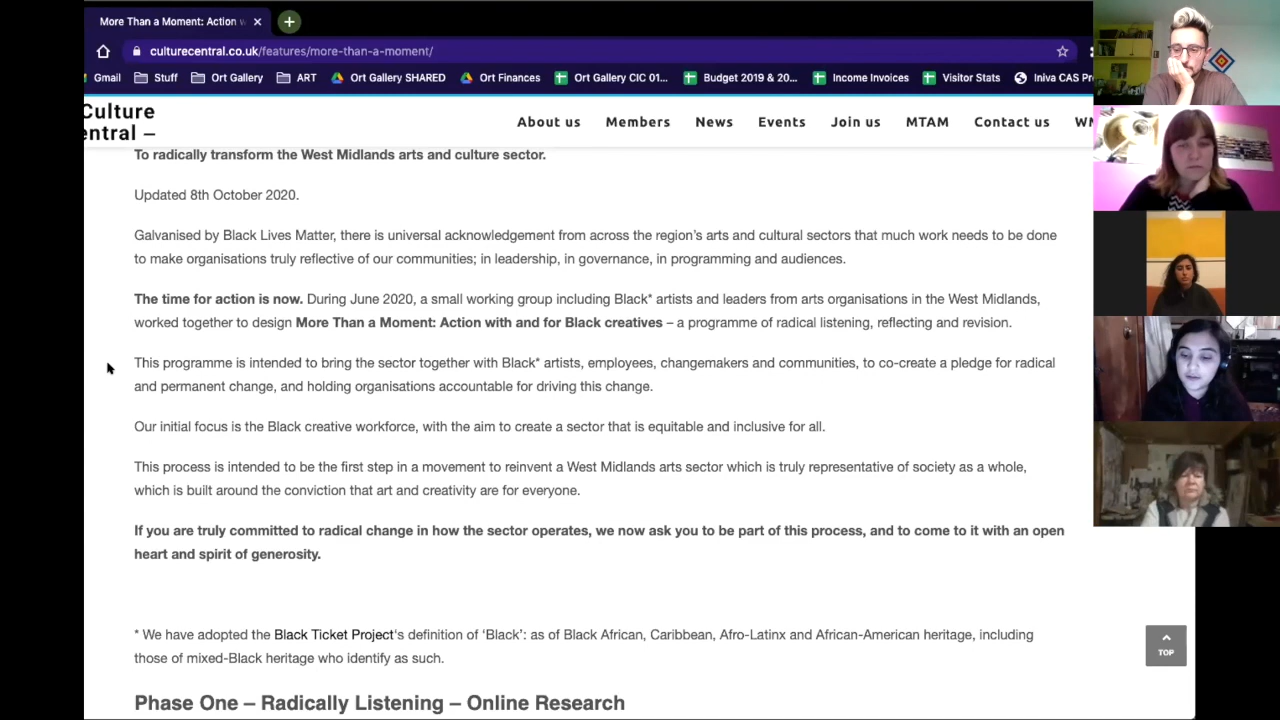 More Than a Moment: Action w
culturecentral.co.uk/features/more-than-a-moment/
Gmail Stuff Ort Gallery ART Ort Gallery SHARED Ort Finances Ort Gallery CIC 01... Budget 2019 & 20... Income Invoices Visitor Stats Iniva CAS Pr
Culture
entral –
About us Members News Events Join us MTAM Contact us WM
To radically transform the West Midlands arts and culture sector.
Updated 8th October 2020.
Galvanised by Black Lives Matter, there is universal acknowledgement from across the region's arts and cultural sectors that much work needs to be done
to make organisations truly reflective of our communities; in leadership, in governance, in programming and audiences.
The time for action is now. During June 2020, a small working group including Black* artists and leaders from arts organisations in the West Midlands,
worked together to design More Than a Moment: Action with and for Black creatives – a programme of radical listening, reflecting and revision.
This programme is intended to bring the sector together with Black* artists, employees, changemakers and communities, to co-create a pledge for radical
and permanent change, and holding organisations accountable for driving this change.
Our initial focus is the Black creative workforce, with the aim to create a sector that is equitable and inclusive for all.
This process is intended to be the first step in a movement to reinvent a West Midlands arts sector which is truly representative of society as a whole,
which is built around the conviction that art and creativity are for everyone.
If you are truly committed to radical change in how the sector operates, we now ask you to be part of this process, and to come to it with an open
heart and spirit of generosity.
* We have adopted the Black Ticket Project's definition of 'Black': as of Black African, Caribbean, Afro-Latinx and African-American heritage, including
those of mixed-Black heritage who identify as such.
TOP
Phase One – Radically Listening – Online Research